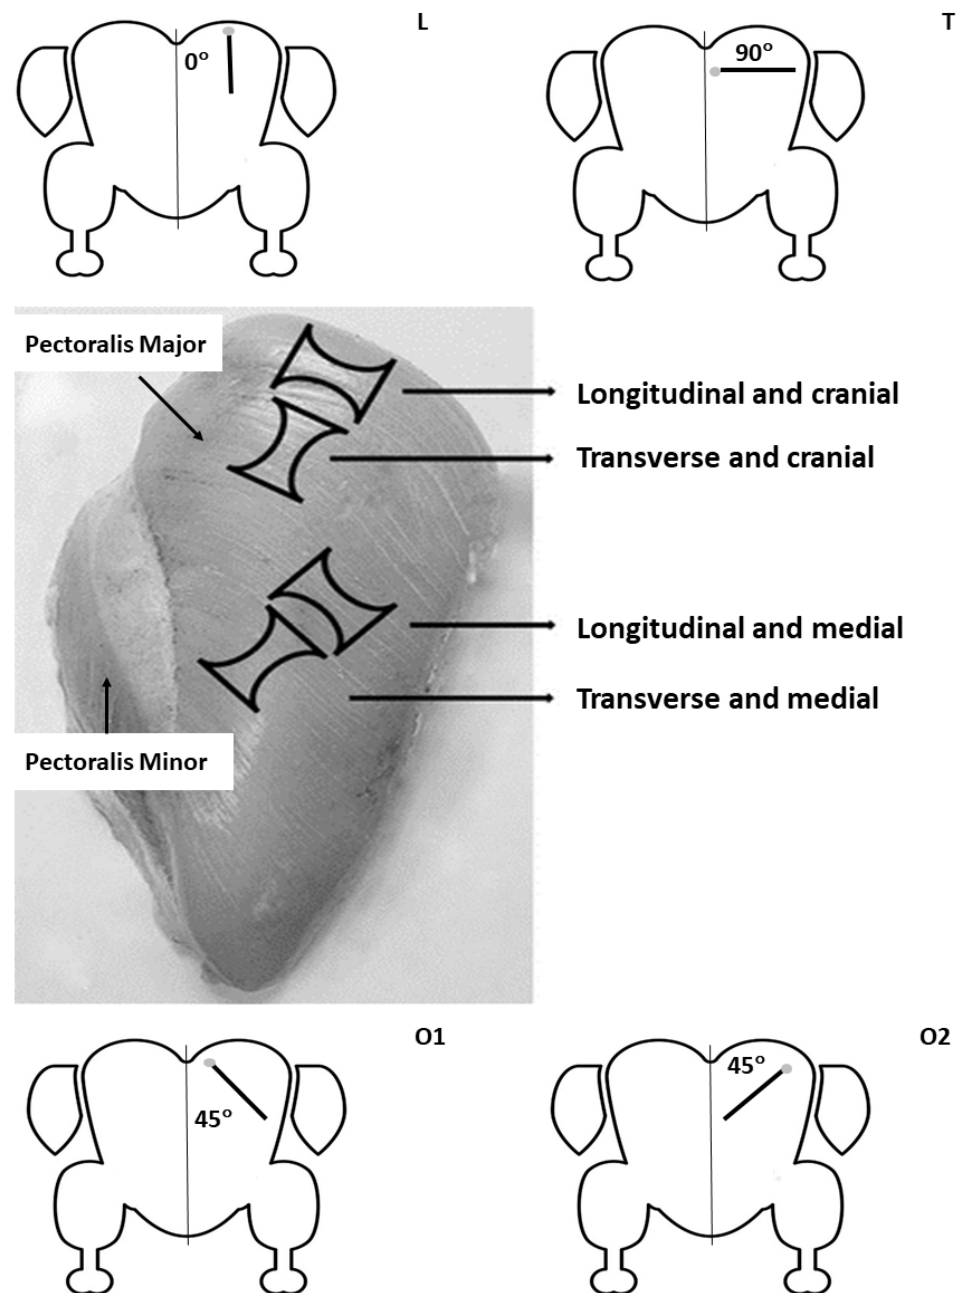 L
T
0°
90°
Pectoralis Major
Longitudinal and cranial
Transverse and cranial
Longitudinal and medial
Transverse and medial
Pectoralis Minor
O1
O2
45°
45°